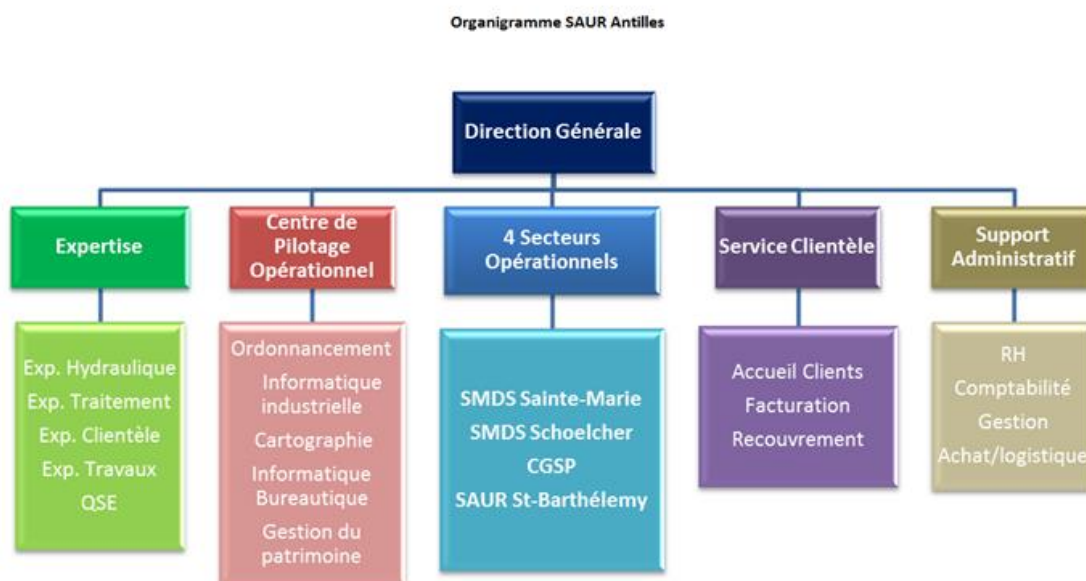 Organigramme SAUR Antilles
Direction Générale
Expertise
Centre de
Pilotage
Opérationnel
4 Secteurs
Opérationnels
Service Clientèle
Support
Administratif
Exp. Hydraulique
Exp. Traitement
Exp. Clientèle
Exp. Travaux
QSE
Ordonnancement
Informatique
industrielle
Cartographie
Informatique
Bureautique
Gestion du
patrimoine
SMDS Sainte-Marie
SMDS Schoelcher
CGSP
SAUR St-Barthélemy
Accueil Clients
Facturation
Recouvrement
RH
Comptabilité
Gestion
Achat/logistique